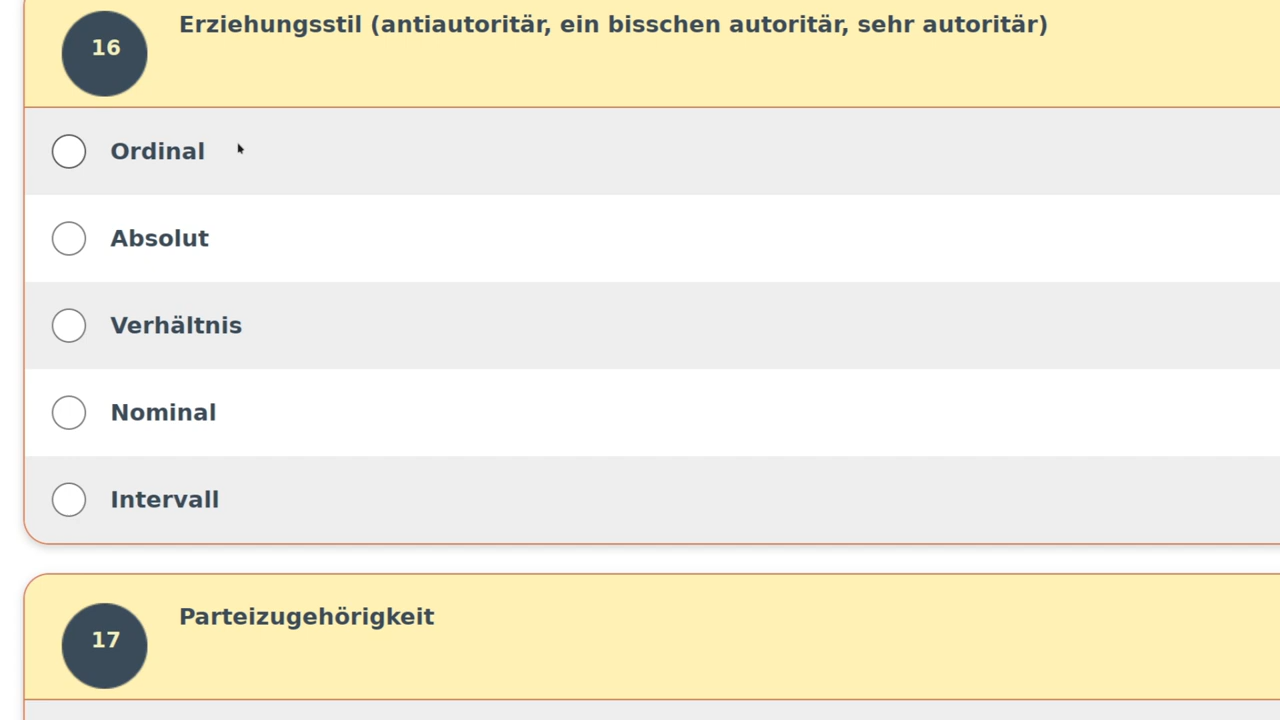 16
Erziehungsstil (antiautoritär, ein bisschen autoritär, sehr autoritär)
Ordinal
Absolut
Verhältnis
Nominal
Intervall
17
Parteizugehörigkeit